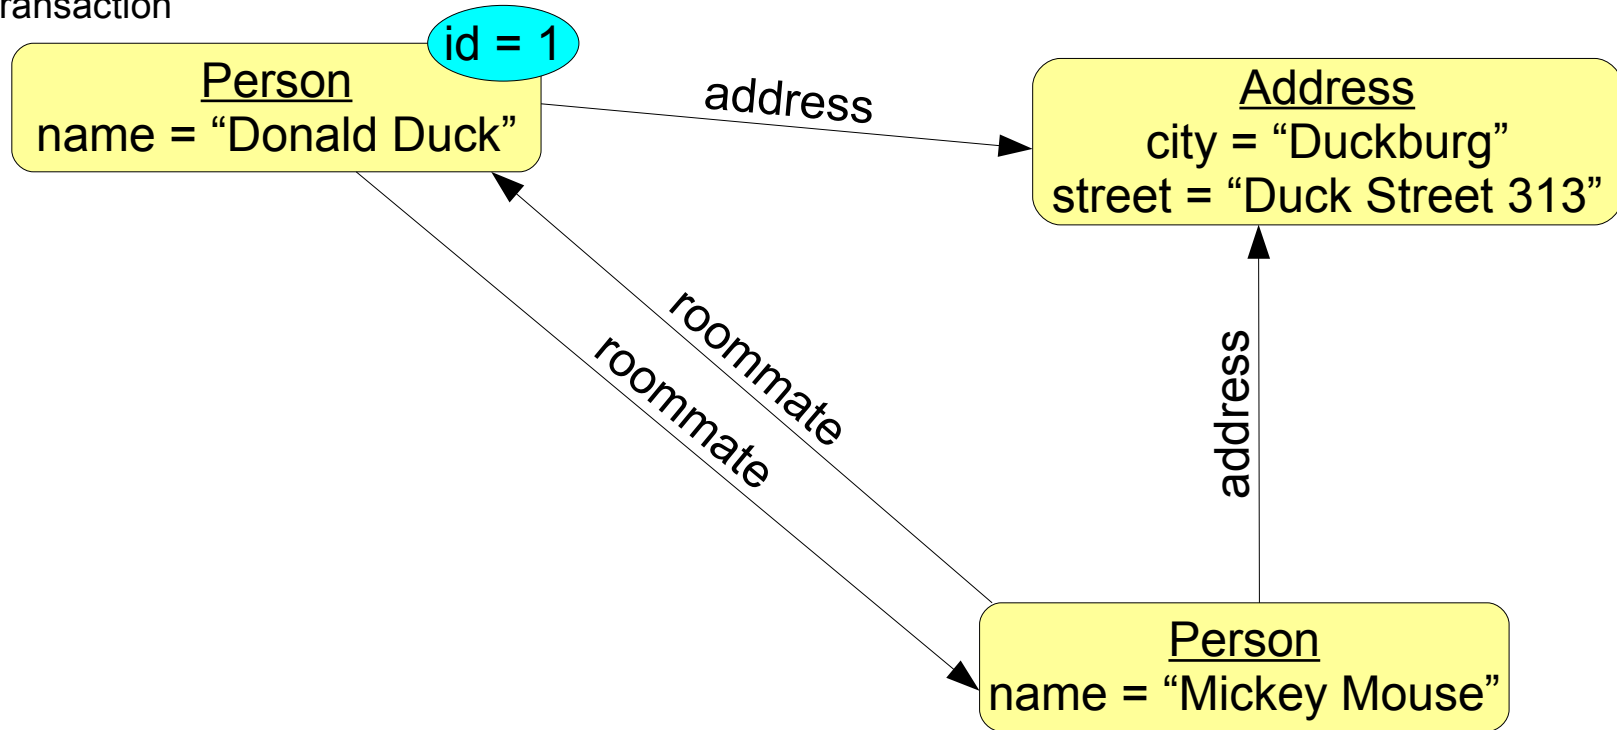 ransaction
id = 1
Person
name = “Donald Duck”
address
Address
city = “Duckburg”
street = “Duck Street 313”
roommate
roommate
address
Person
name = “Mickey Mouse”